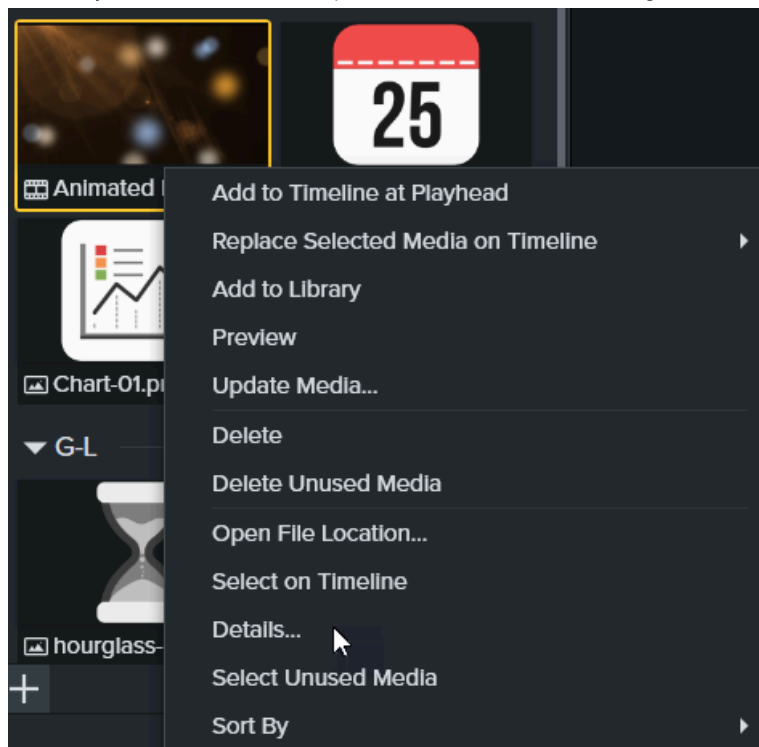 25
Animated
Chart-01.p
G-L
hourglass-
Add to Timeline at Playhead
Replace Selected Media on Timeline
Add to Library
Preview
Update Media...
Delete
Delete Unused Media
Open File Location...
Select on Timeline
Details...
Select Unused Media
Sort By